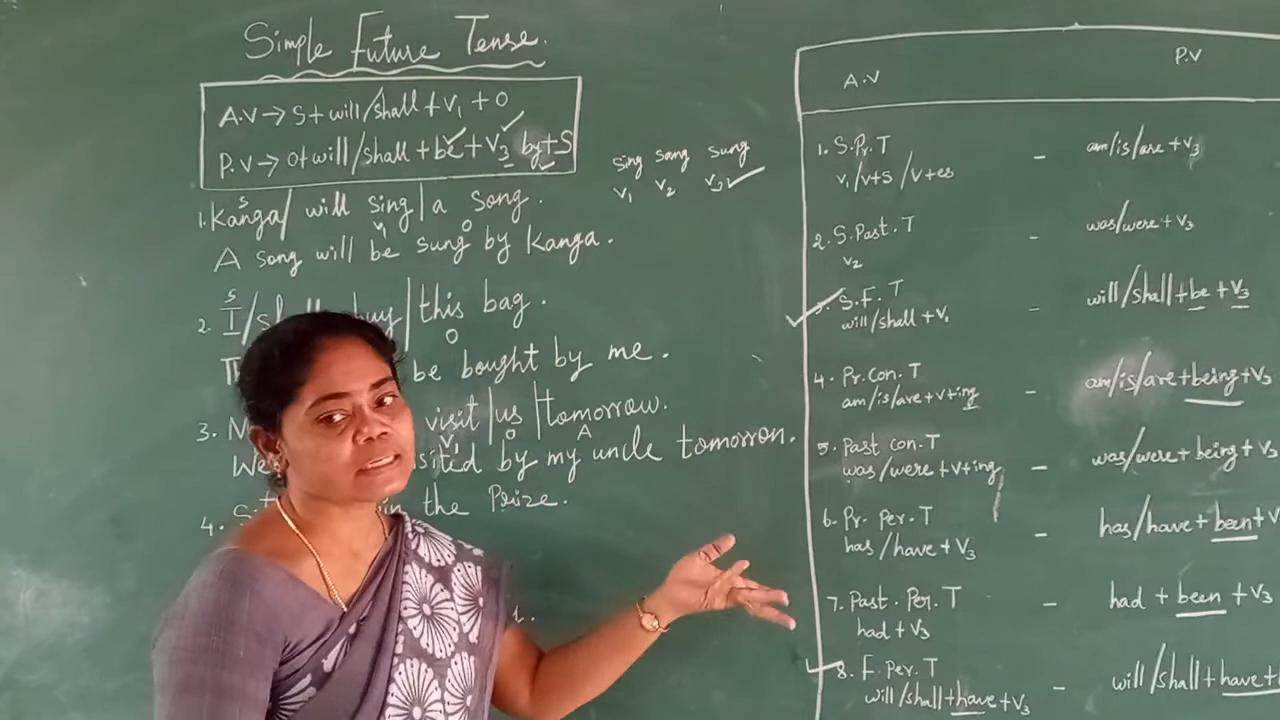 Simple Future Tense.
A.V → S+ will/shall + V1 + O
P.V → O+ will/shall + be + V3 by+S
sing sang sung
V1 V2 V3
S
1. Kanga/ will sing/ a song.
V1 O
A song will be sung by Kanga.
S
2. I/ buy/ this bag.
O
be bought by me.
3. visit/us/tomorrow.
V1 O A
We by my uncle tomorrow.
4. the Prize.
A.V P.V
1. S.Pr.T - am/is/are + V3
V1/V+S/V+es
2. S.Past.T - was/were + V3
V2
3. S.F.T - will/shall + be + V3
will/shall + V1
4. Pr.Con.T - am/is/are + being + V3
am/is/are + V + ing
5 Past con.T - was/were + being + V3
was/were + V+ing
6. Pr. Per. T - has/have + been + V
has/have + V3
7. Past. Per. T - had + been + V3
had + V3
8. F. Per. T - will/shall + have +
will/shall + have + V3